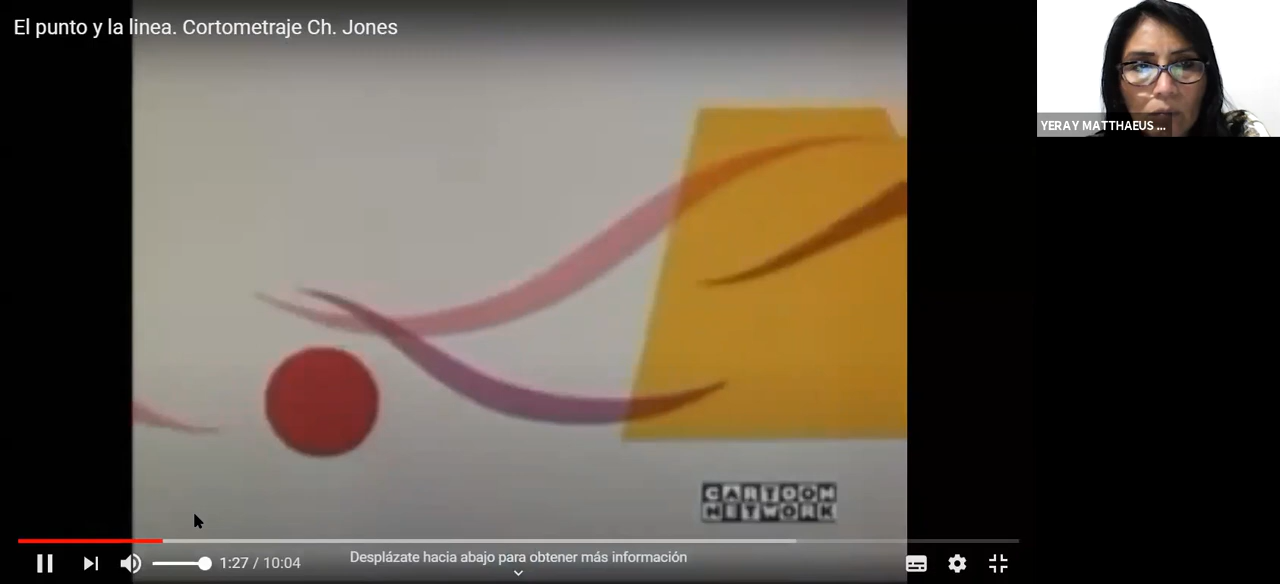 El punto y la linea. Cortometraje Ch. Jones
YERAY MATTHAEUS ...
CARTOON
NETWORK
1:27 / 10:04
Desplázate hacia abajo para obtener más información